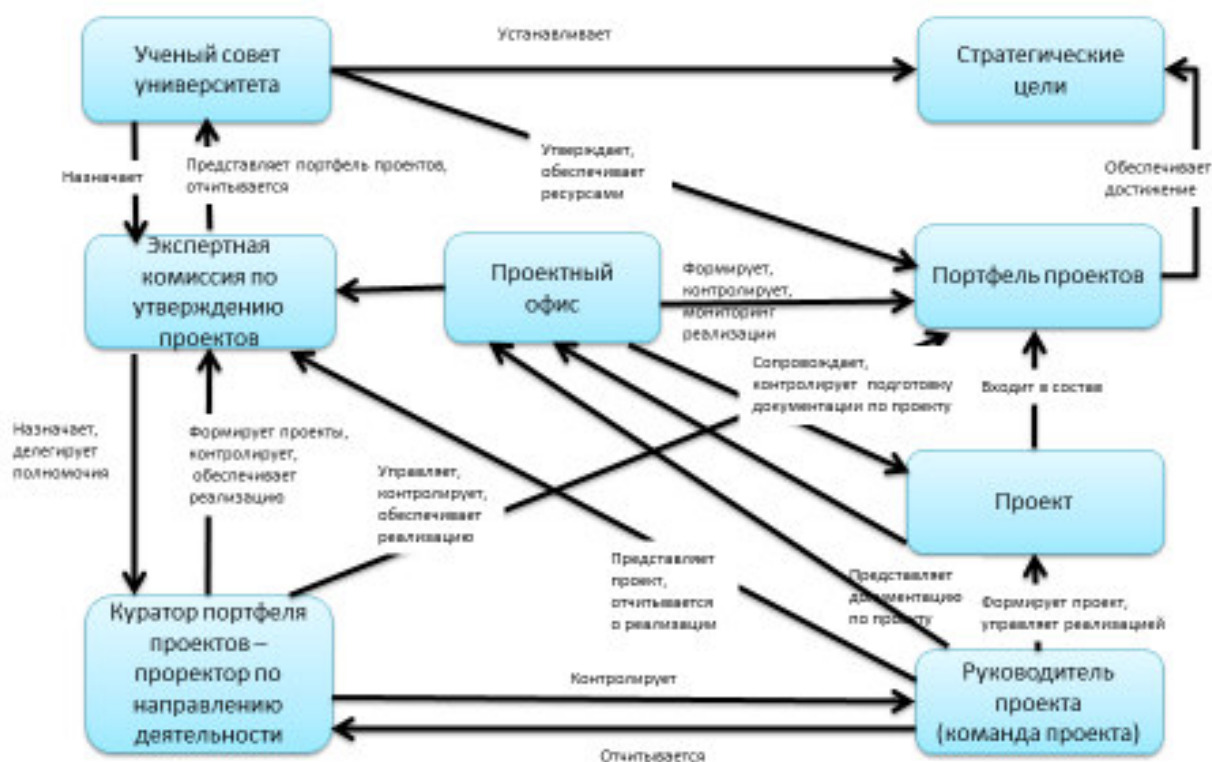 Ученый совет
университета
Устанавливает
Стратегические
цели
Назначает
Представляет портфель проектов,
отчитывается
Утверждает,
обеспечивает
ресурсами
Обеспечивает
достижение
Экспертная
комиссия по
утверждению
проектов
Проектный
офис
Формирует,
контролирует,
мониторинг
реализации
Портфель проектов
Сопровождает,
контролирует подготовку
документации по проекту
Входит в состав
Назначает,
делегирует
полномочия
Формирует проекты,
контролирует,
обеспечивает
реализацию
Управляет,
контролирует,
обеспечивает
реализацию
Проект
Представляет
проект,
отчитывается
о реализации
Представляет
документацию
по проекту
Формирует проект,
управляет реализацией
Куратор портфеля
проектов –
проректор по
направлению
деятельности
Контролирует
Отчитывается
Руководитель
проекта
(команда проекта)